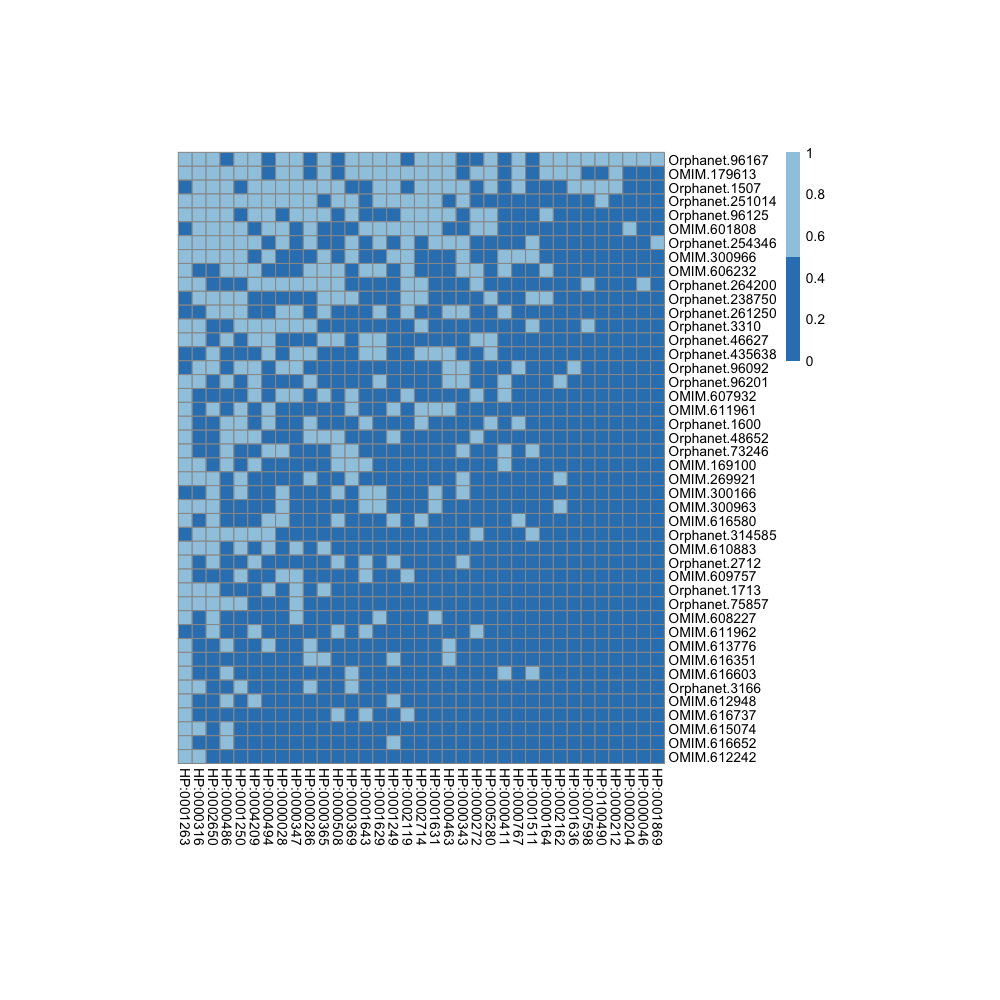 Orphanet.96167
OMIM.179613
Orphanet.1507
Orphanet.251014
Orphanet.96125
OMIM.601808
Orphanet.254346
OMIM.300966
OMIM.606232
Orphanet.264200
Orphanet.238750
Orphanet.261250
Orphanet.3310
Orphanet.46627
Orphanet.435638
Orphanet.96092
Orphanet.96201
OMIM.607932
OMIM.611961
Orphanet.1600
Orphanet.48652
Orphanet.73246
OMIM.169100
OMIM.269921
OMIM.300166
OMIM.300963
OMIM.616580
Orphanet.314585
OMIM.610883
Orphanet.2712
OMIM.609757
Orphanet.1713
Orphanet.75857
OMIM.608227
OMIM.611962
OMIM.613776
OMIM.616351
OMIM.616603
Orphanet.3166
OMIM.612948
OMIM.616737
OMIM.615074
OMIM.616652
OMIM.612242
1
0.8
0.6
0.4
0.2
0
HP:0001263
HP:0000316
HP:0002650
HP:0000486
HP:0001250
HP:0004209
HP:0000494
HP:0000028
HP:0000347
HP:0000286
HP:0000365
HP:0000508
HP:0000369
HP:0001643
HP:0001629
HP:0001249
HP:0002119
HP:0002714
HP:0001631
HP:0000463
HP:0000343
HP:0000272
HP:0005280
HP:0000411
HP:0000767
HP:0001511
HP:0000164
HP:0002162
HP:0001636
HP:0007598
HP:0100490
HP:0000212
HP:0000204
HP:0000046
HP:0001869